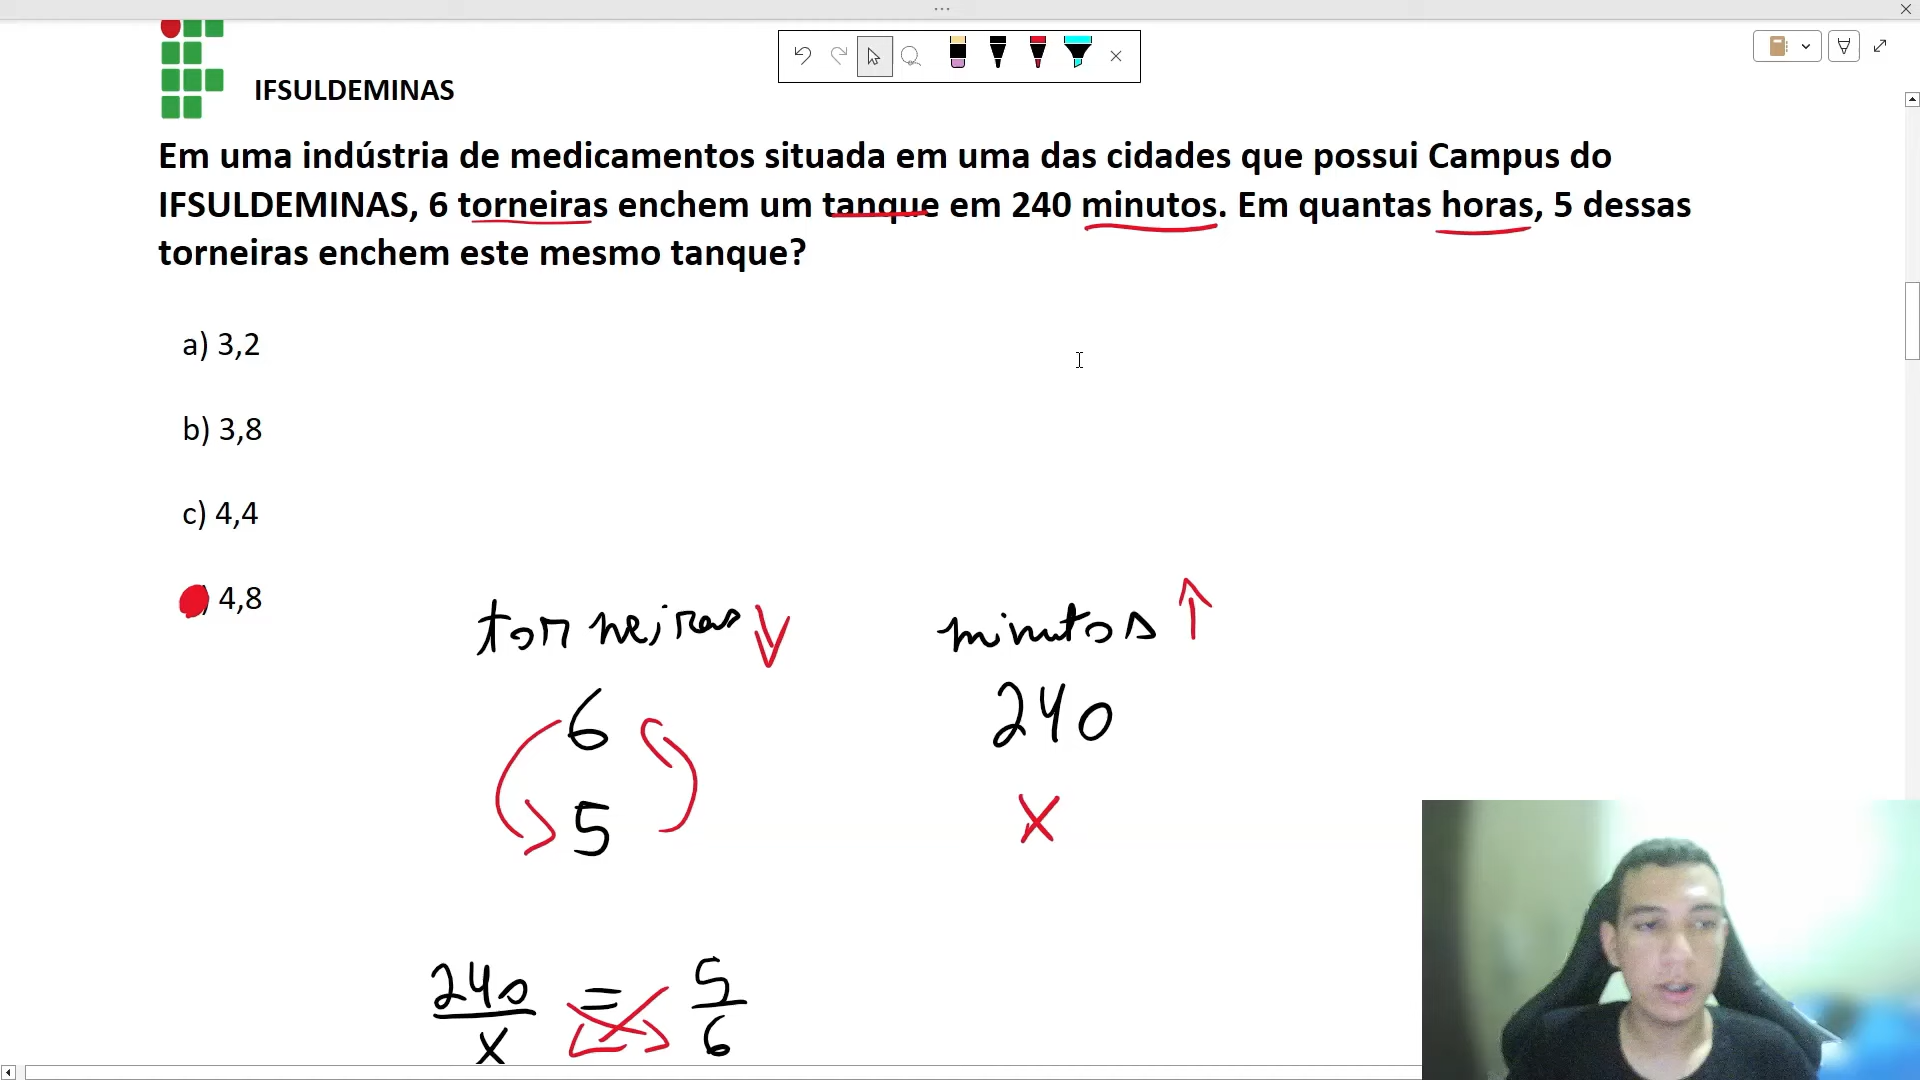 IFSULDEMINAS
Em uma indústria de medicamentos situada em uma das cidades que possui Campus do
IFSULDEMINAS, 6 torneiras enchem um tanque em 240 minutos. Em quantas horas, 5 dessas
torneiras enchem este mesmo tanque?
a) 3,2
b) 3,8
c) 4,4
) 4,8
torneiras minutos
6 240
5 x
240 = 5
x 6